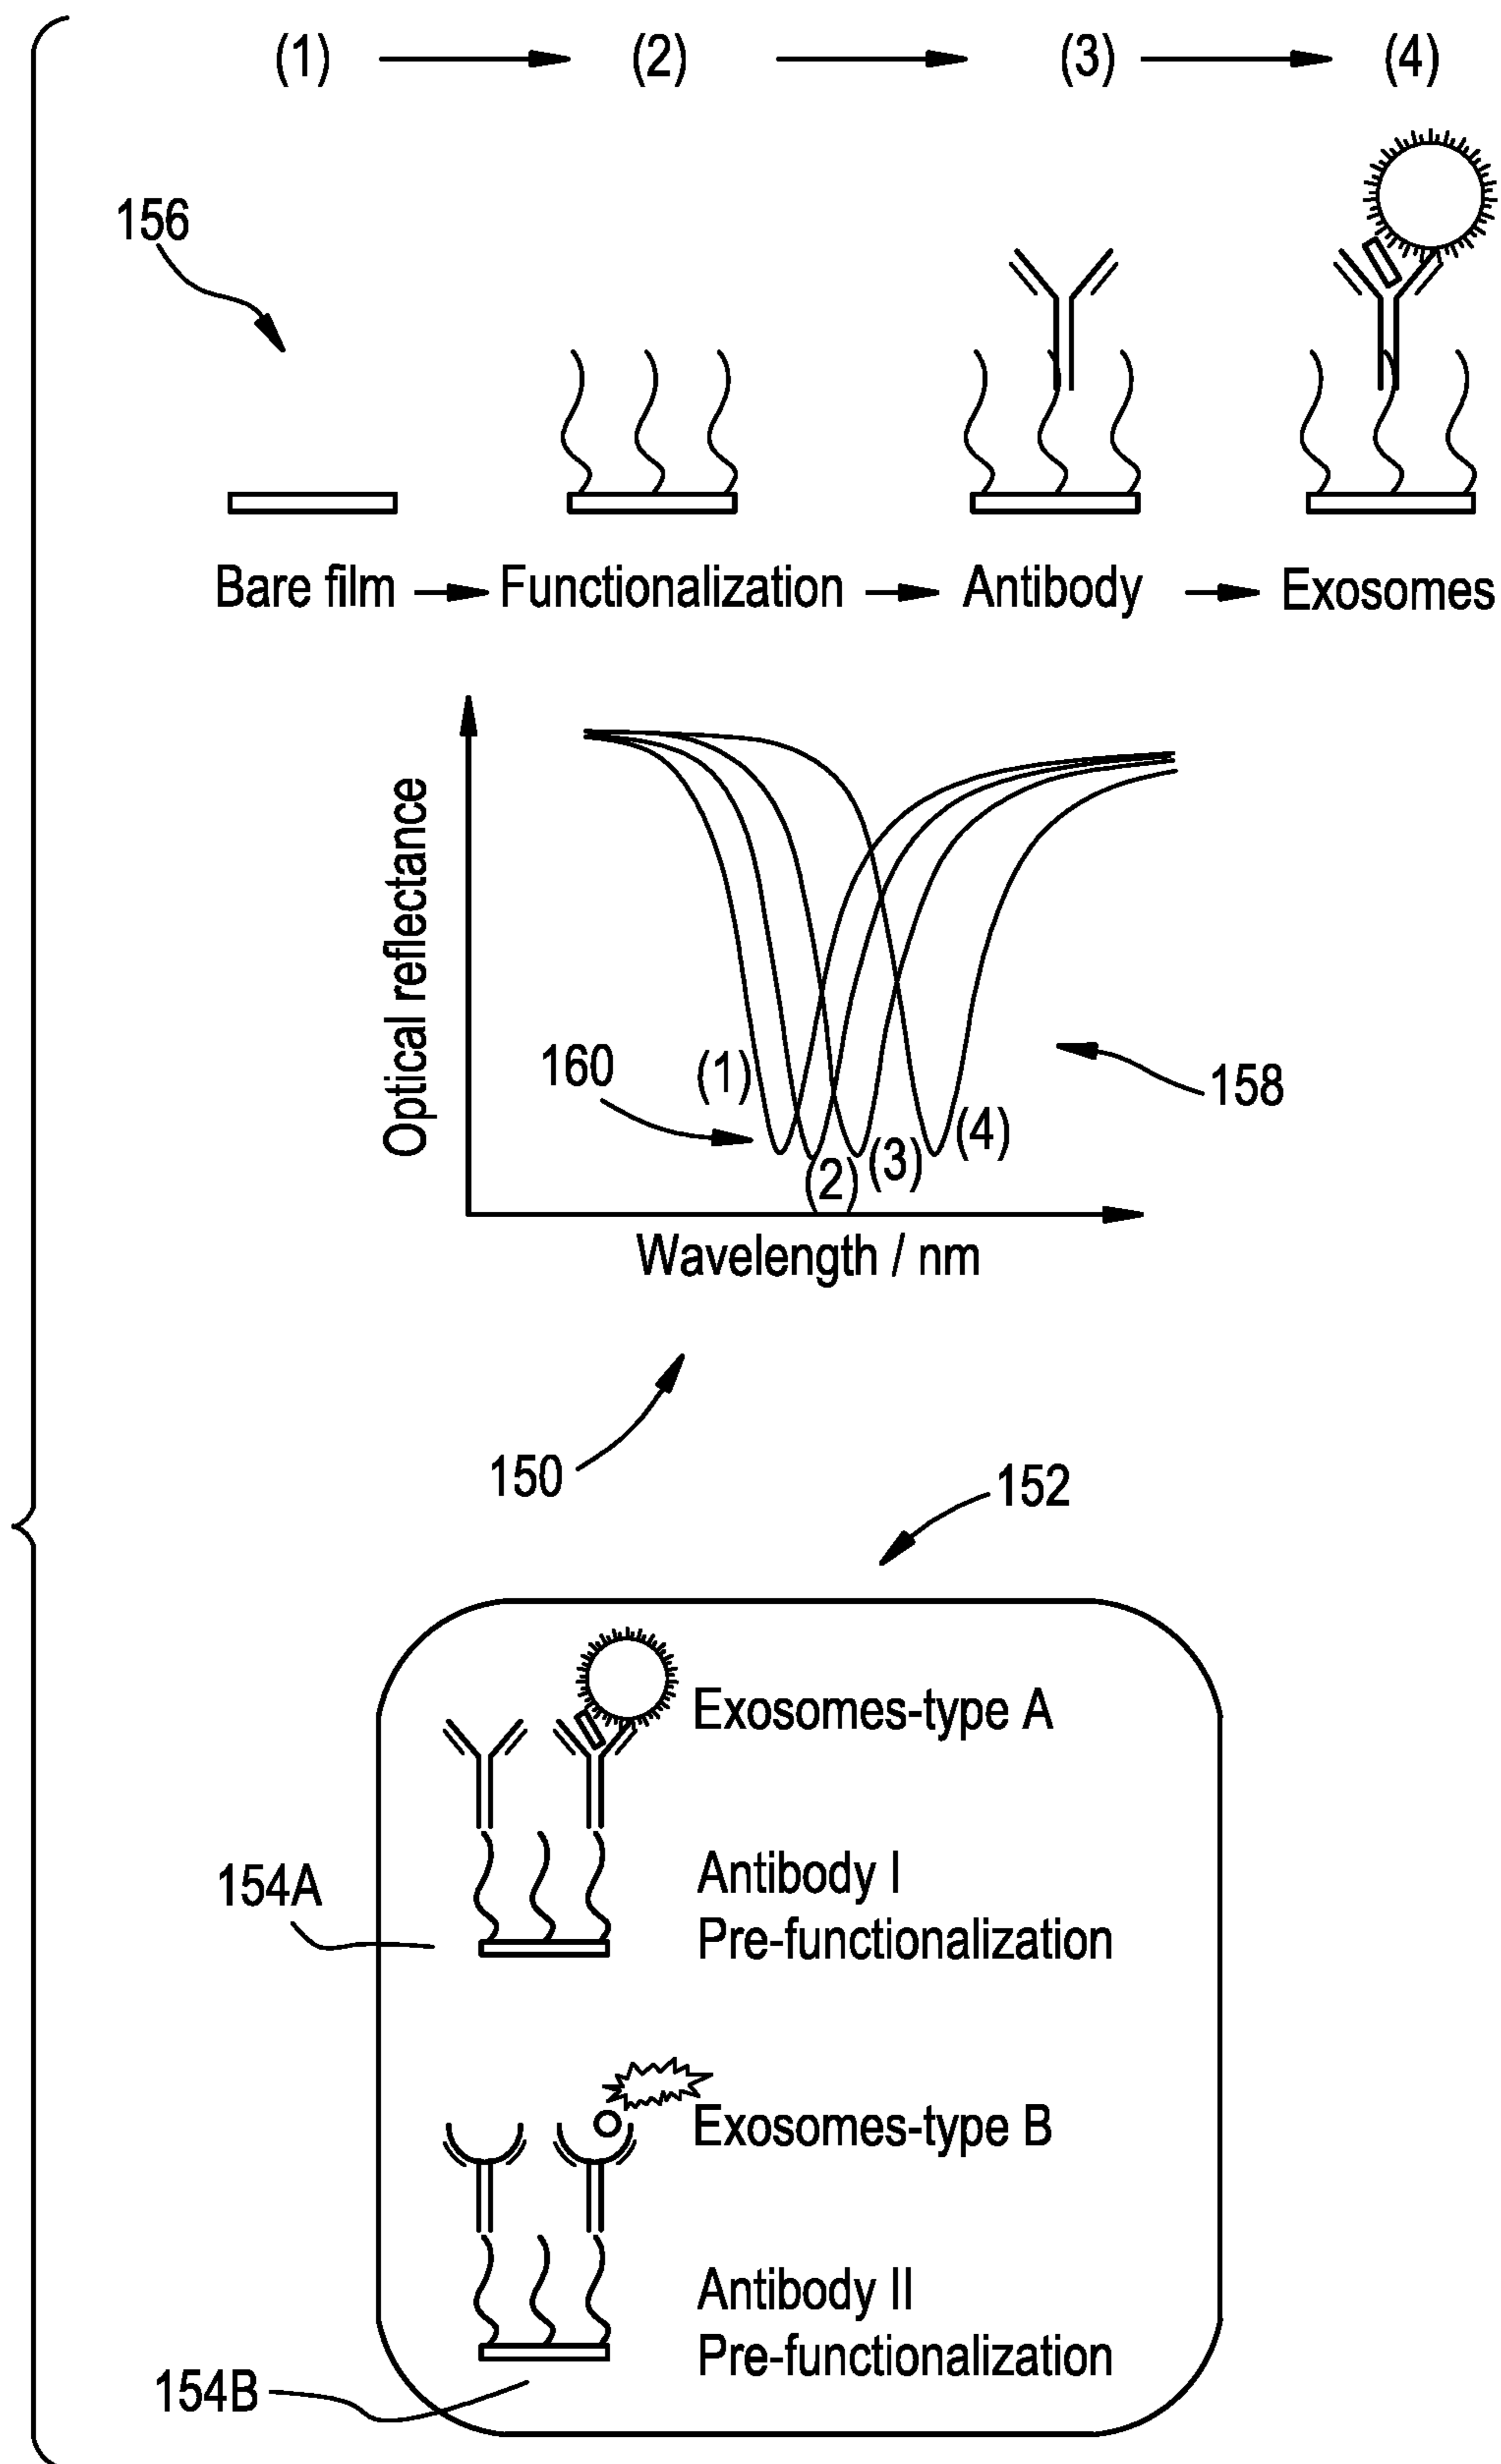 (1) (2) (3) (4)
156
Bare film Functionalization Antibody Exosomes
Optical reflectance
160
(1)
(2)
(3)
(4)
158
Wavelength / nm
150
152
Exosomes-type A
154A
Antibody I
Pre-functionalization
Exosomes-type B
Antibody II
Pre-functionalization
154B